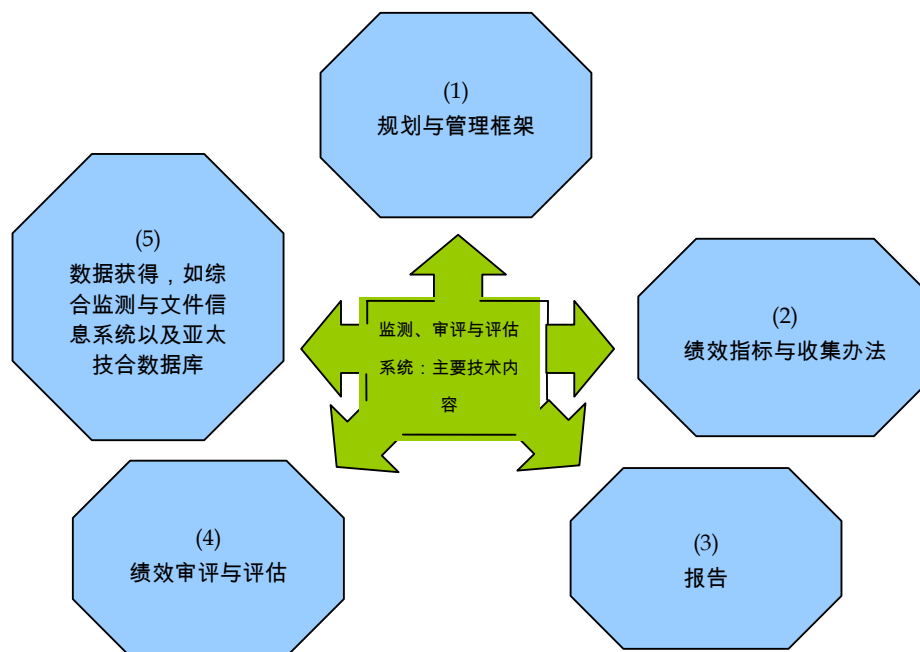 (1)
规划与管理框架
(5)
数据获得，如综
合监测与文件信
息系统以及亚太
技合数据库
监测、审评与评估
系统：主要技术内
容
(2)
绩效指标与收集办法
(4)
绩效审评与评估
(3)
报告